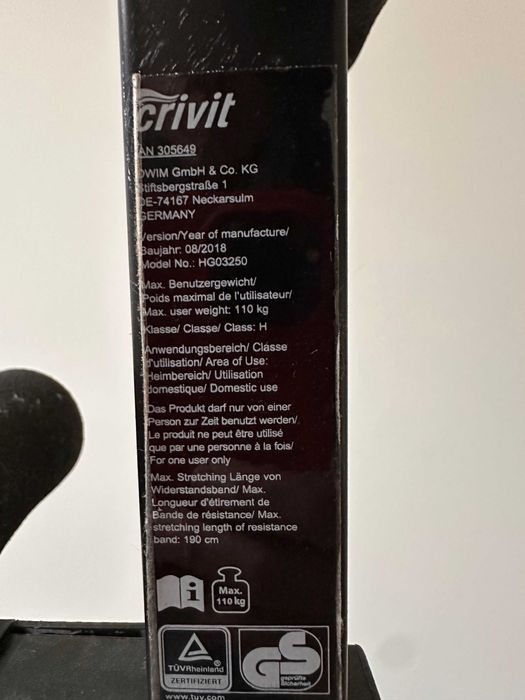 crivit
AN 305649
OWIM GmbH & Co. KG
Stiftsbergstraße 1
DE-74167 Neckarsulm
GERMANY
Version/Year of manufacture/
Baujahr: 08/2018
Model No.: HG03250
Max. Benutzergewicht/
Poids maximal de l'utilisateur/
Max. user weight: 110 kg
Klasse/ Classe/ Class: H
Anwendungsbereich/ Classe
d'utilisation/ Area of Use:
Heimbereich/ Utilisation
domestique/ Domestic use
Das Produkt darf nur von einer
Person zur Zeit benutzt werden/
Le produit ne peut être utilisé
que par une personne à la fois/
For one user only
Max. Stretching Länge von
Widerstandsband/ Max.
Longueur d'étirement de
Bande de résistance/ Max.
stretching length of resistance
band: 190 cm
Max.
110 kg
TÜVRheinland®
ZERTIFIZIERT
www.tuv.com
GS
geprüfte
Sicherheit